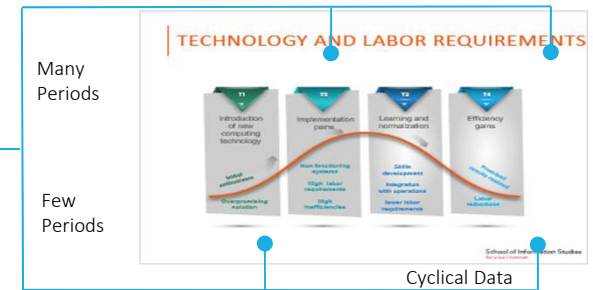 TECHNOLOGY AND LABOR REQUIREMENTS
Many
Periods
T1
Introduction
of new
computing
technology
Initial
enthusiasm
Overpromising
solution
T2
Implementation
pains
Non functioning
systems
High labor
requirements
High
inefficiencies
T3
Learning and
normalization
Skills
development
Integration
with operations
lower labor
requirements
T4
Efficiency
gains
Promised
results realized
Labor
reductions
Few
Periods
School of Information Studies
Syracuse University
Cyclical Data